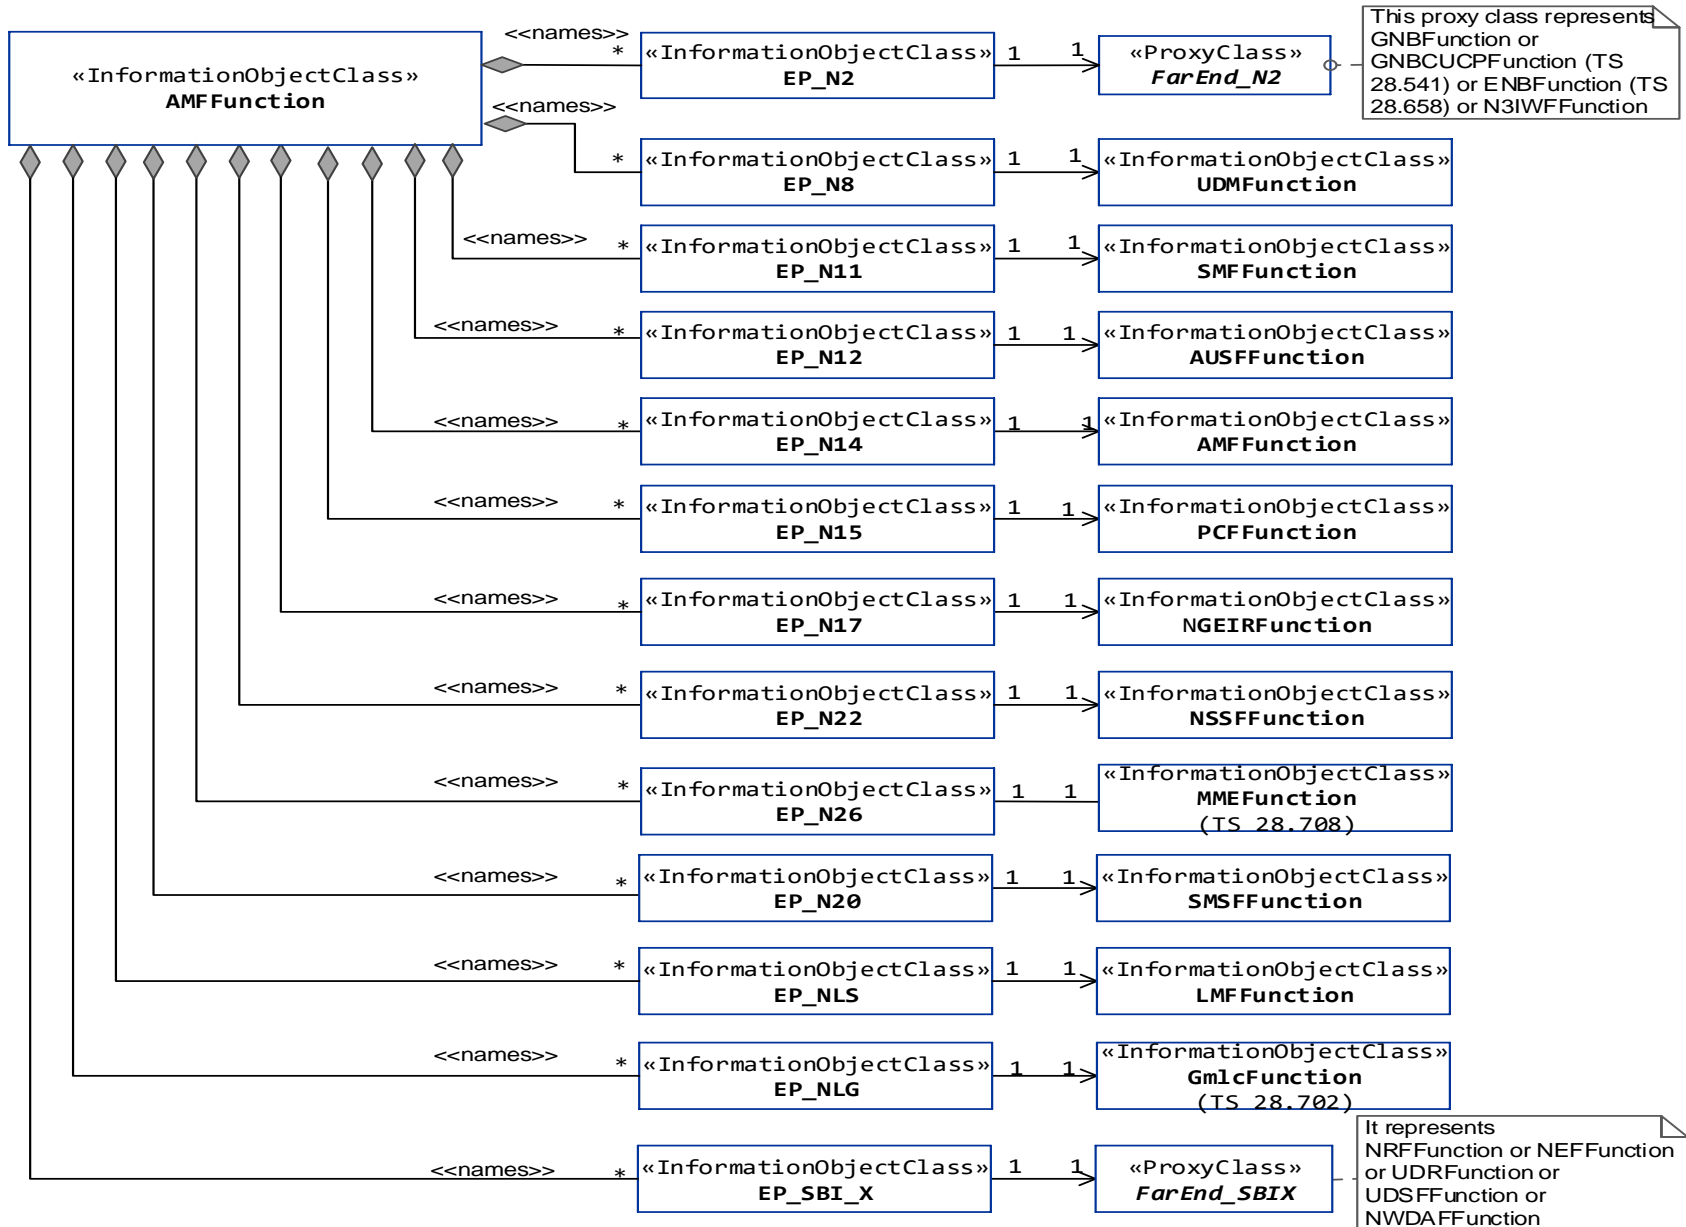 «InformationObjectClass»
AMFFunction
<<names>>
*
«InformationObjectClass»
EP_N2
1
1
«ProxyClass»
FarEnd_N2
This proxy class represents
GNBFunction or
GNBCUCPFunction (TS
28.541) or ENBFunction (TS
28.658) or N3IWFFunction
<<names>>
*
«InformationObjectClass»
EP_N8
1
1
«InformationObjectClass»
UDMFunction
<<names>>
*
«InformationObjectClass»
EP_N11
1
1
«InformationObjectClass»
SMFFunction
<<names>>
*
«InformationObjectClass»
EP_N12
1
1
«InformationObjectClass»
AUSFFunction
<<names>>
*
«InformationObjectClass»
EP_N14
1
1
«InformationObjectClass»
AMFFunction
<<names>>
*
«InformationObjectClass»
EP_N15
1
1
«InformationObjectClass»
PCFFunction
<<names>>
*
«InformationObjectClass»
EP_N17
1
1
«InformationObjectClass»
NGEIRFunction
<<names>>
*
«InformationObjectClass»
EP_N22
1
1
«InformationObjectClass»
NSSFFunction
<<names>>
*
«InformationObjectClass»
EP_N26
1
1
«InformationObjectClass»
MMEFunction
(TS 28.708)
<<names>>
*
«InformationObjectClass»
EP_N20
1
1
«InformationObjectClass»
SMSFFunction
<<names>>
*
«InformationObjectClass»
EP_NLS
1
1
«InformationObjectClass»
LMFFunction
<<names>>
*
«InformationObjectClass»
EP_NLG
1
1
«InformationObjectClass»
GmlcFunction
(TS 28.702)
<<names>>
*
«InformationObjectClass»
EP_SBI_X
1
1
«ProxyClass»
FarEnd_SBIX
It represents
NRFFunction or NEFFunction
or UDRFunction or
UDSFFunction or
NWDAFFunction